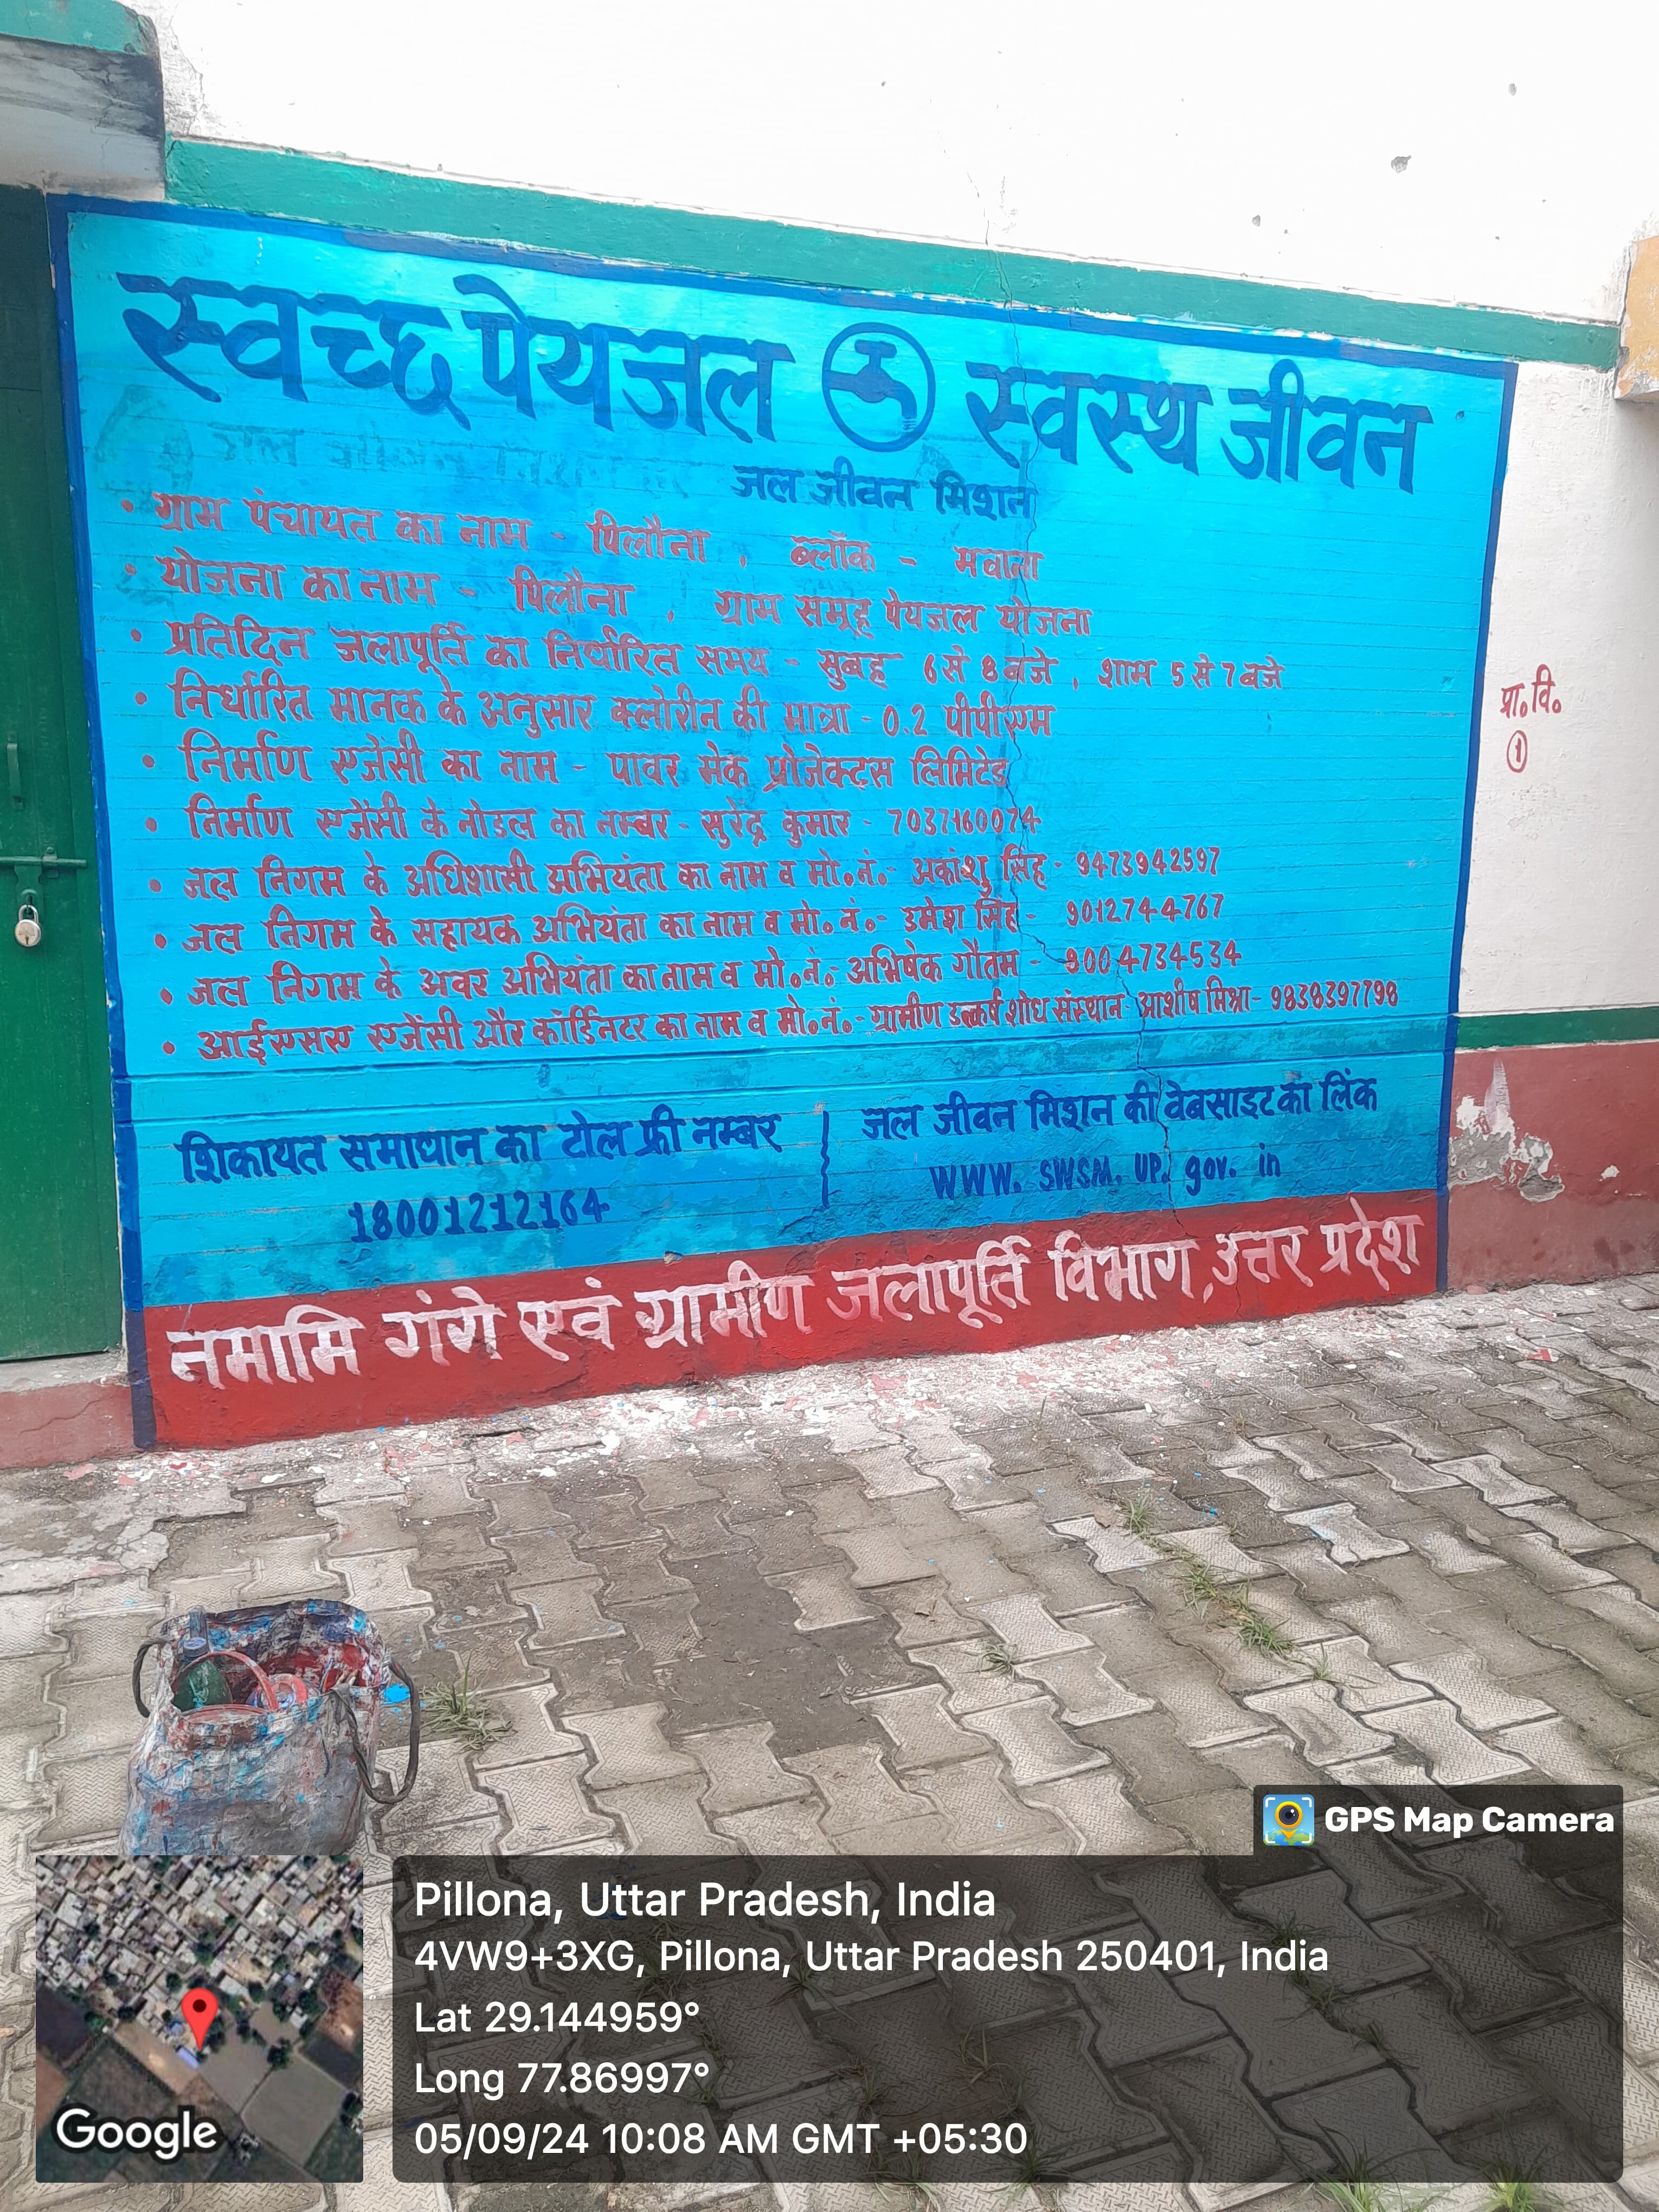 स्वच्छ पेयजल स्वस्थ जीवन
जल जीवन मिशन
• ग्राम पंचायत का नाम - पिलौना , ब्लॉक - मवाना
• योजना का नाम - पिलौना , ग्राम समूह पेयजल योजना
• प्रतिदिन जलापूर्ति का निर्धारित समय - सुबह 6 से 8 बजे , शाम 5 से 7 बजे
• निर्धारित मानक के अनुसार क्लोरीन की मात्रा - 0.2 पीपीएम
• निर्माण एजेंसी का नाम - पावर मेक प्रोजेक्ट्स लिमिटेड
• निर्माण एजेंसी के नोडल का नम्बर - सुरेंद्र कुमार - 7037160074
• जल निगम के अधिशासी अभियंता का नाम व मो.नं.- अकांशु सिंह - 9473942597
• जल निगम के सहायक अभियंता का नाम व मो.नं.- उमेश सिंह - 9012744767
• जल निगम के अवर अभियंता का नाम व मो.नं.- अभिषेक गौतम - 9004734534
• आईएसए एजेंसी और कोर्डिनटर का नाम व मो.नं.- ग्रामीण उत्कर्ष शोध संस्थान आशीष मिश्रा - 9838397798
शिकायत समाधान का टोल फ्री नम्बर
18001212164
जल जीवन मिशन की वेबसाइट का लिंक
WWW. SWSM. UP. gov. in
नमामि गंगे एवं ग्रामीण जलापूर्ति विभाग, उत्तर प्रदेश
प्रा.वि.
1
GPS Map Camera
Pillona, Uttar Pradesh, India
4VW9+3XG, Pillona, Uttar Pradesh 250401, India
Lat 29.144959°
Long 77.86997°
05/09/24 10:08 AM GMT +05:30
Google